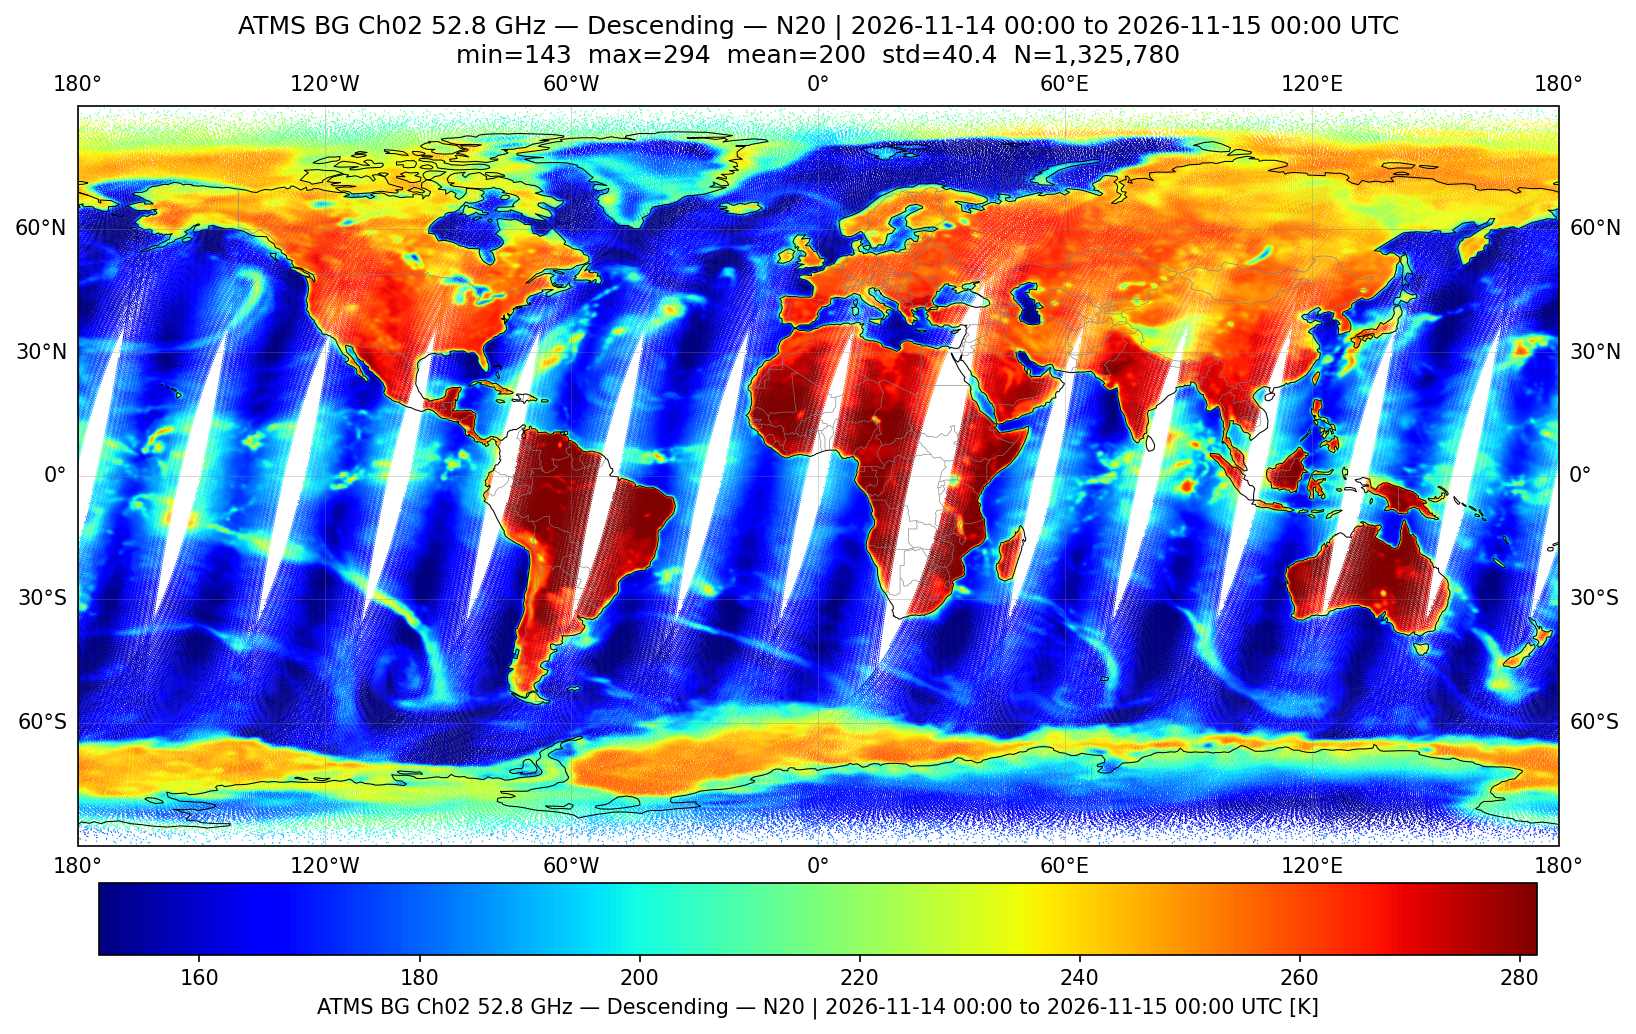 ATMS BG Ch02 52.8 GHz — Descending — N20 | 2026-11-14 00:00 to 2026-11-15 00:00 UTC
min=143  max=294  mean=200  std=40.4  N=1,325,780
180° 120°W 60°W 0° 60°E 120°E 180°
60°N 60°N
30°N 30°N
0° 0°
30°S 30°S
60°S 60°S
180° 120°W 60°W 0° 60°E 120°E 180°
160 180 200 220 240 260 280
ATMS BG Ch02 52.8 GHz — Descending — N20 | 2026-11-14 00:00 to 2026-11-15 00:00 UTC [K]